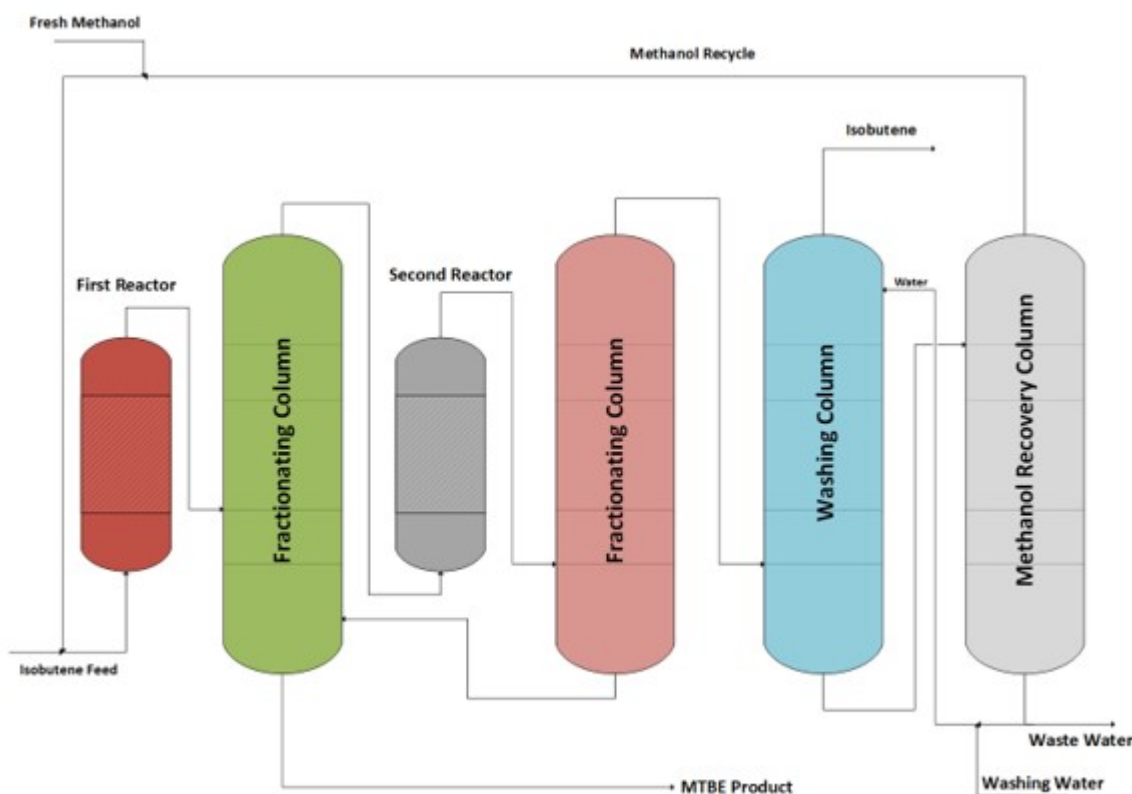 Fresh Methanol
Methanol Recycle
Isobutene
First Reactor
Second Reactor
Water
Fractionating Column
Fractionating Column
Washing Column
Methanol Recovery Column
Isobutene Feed
Waste Water
MTBE Product
Washing Water